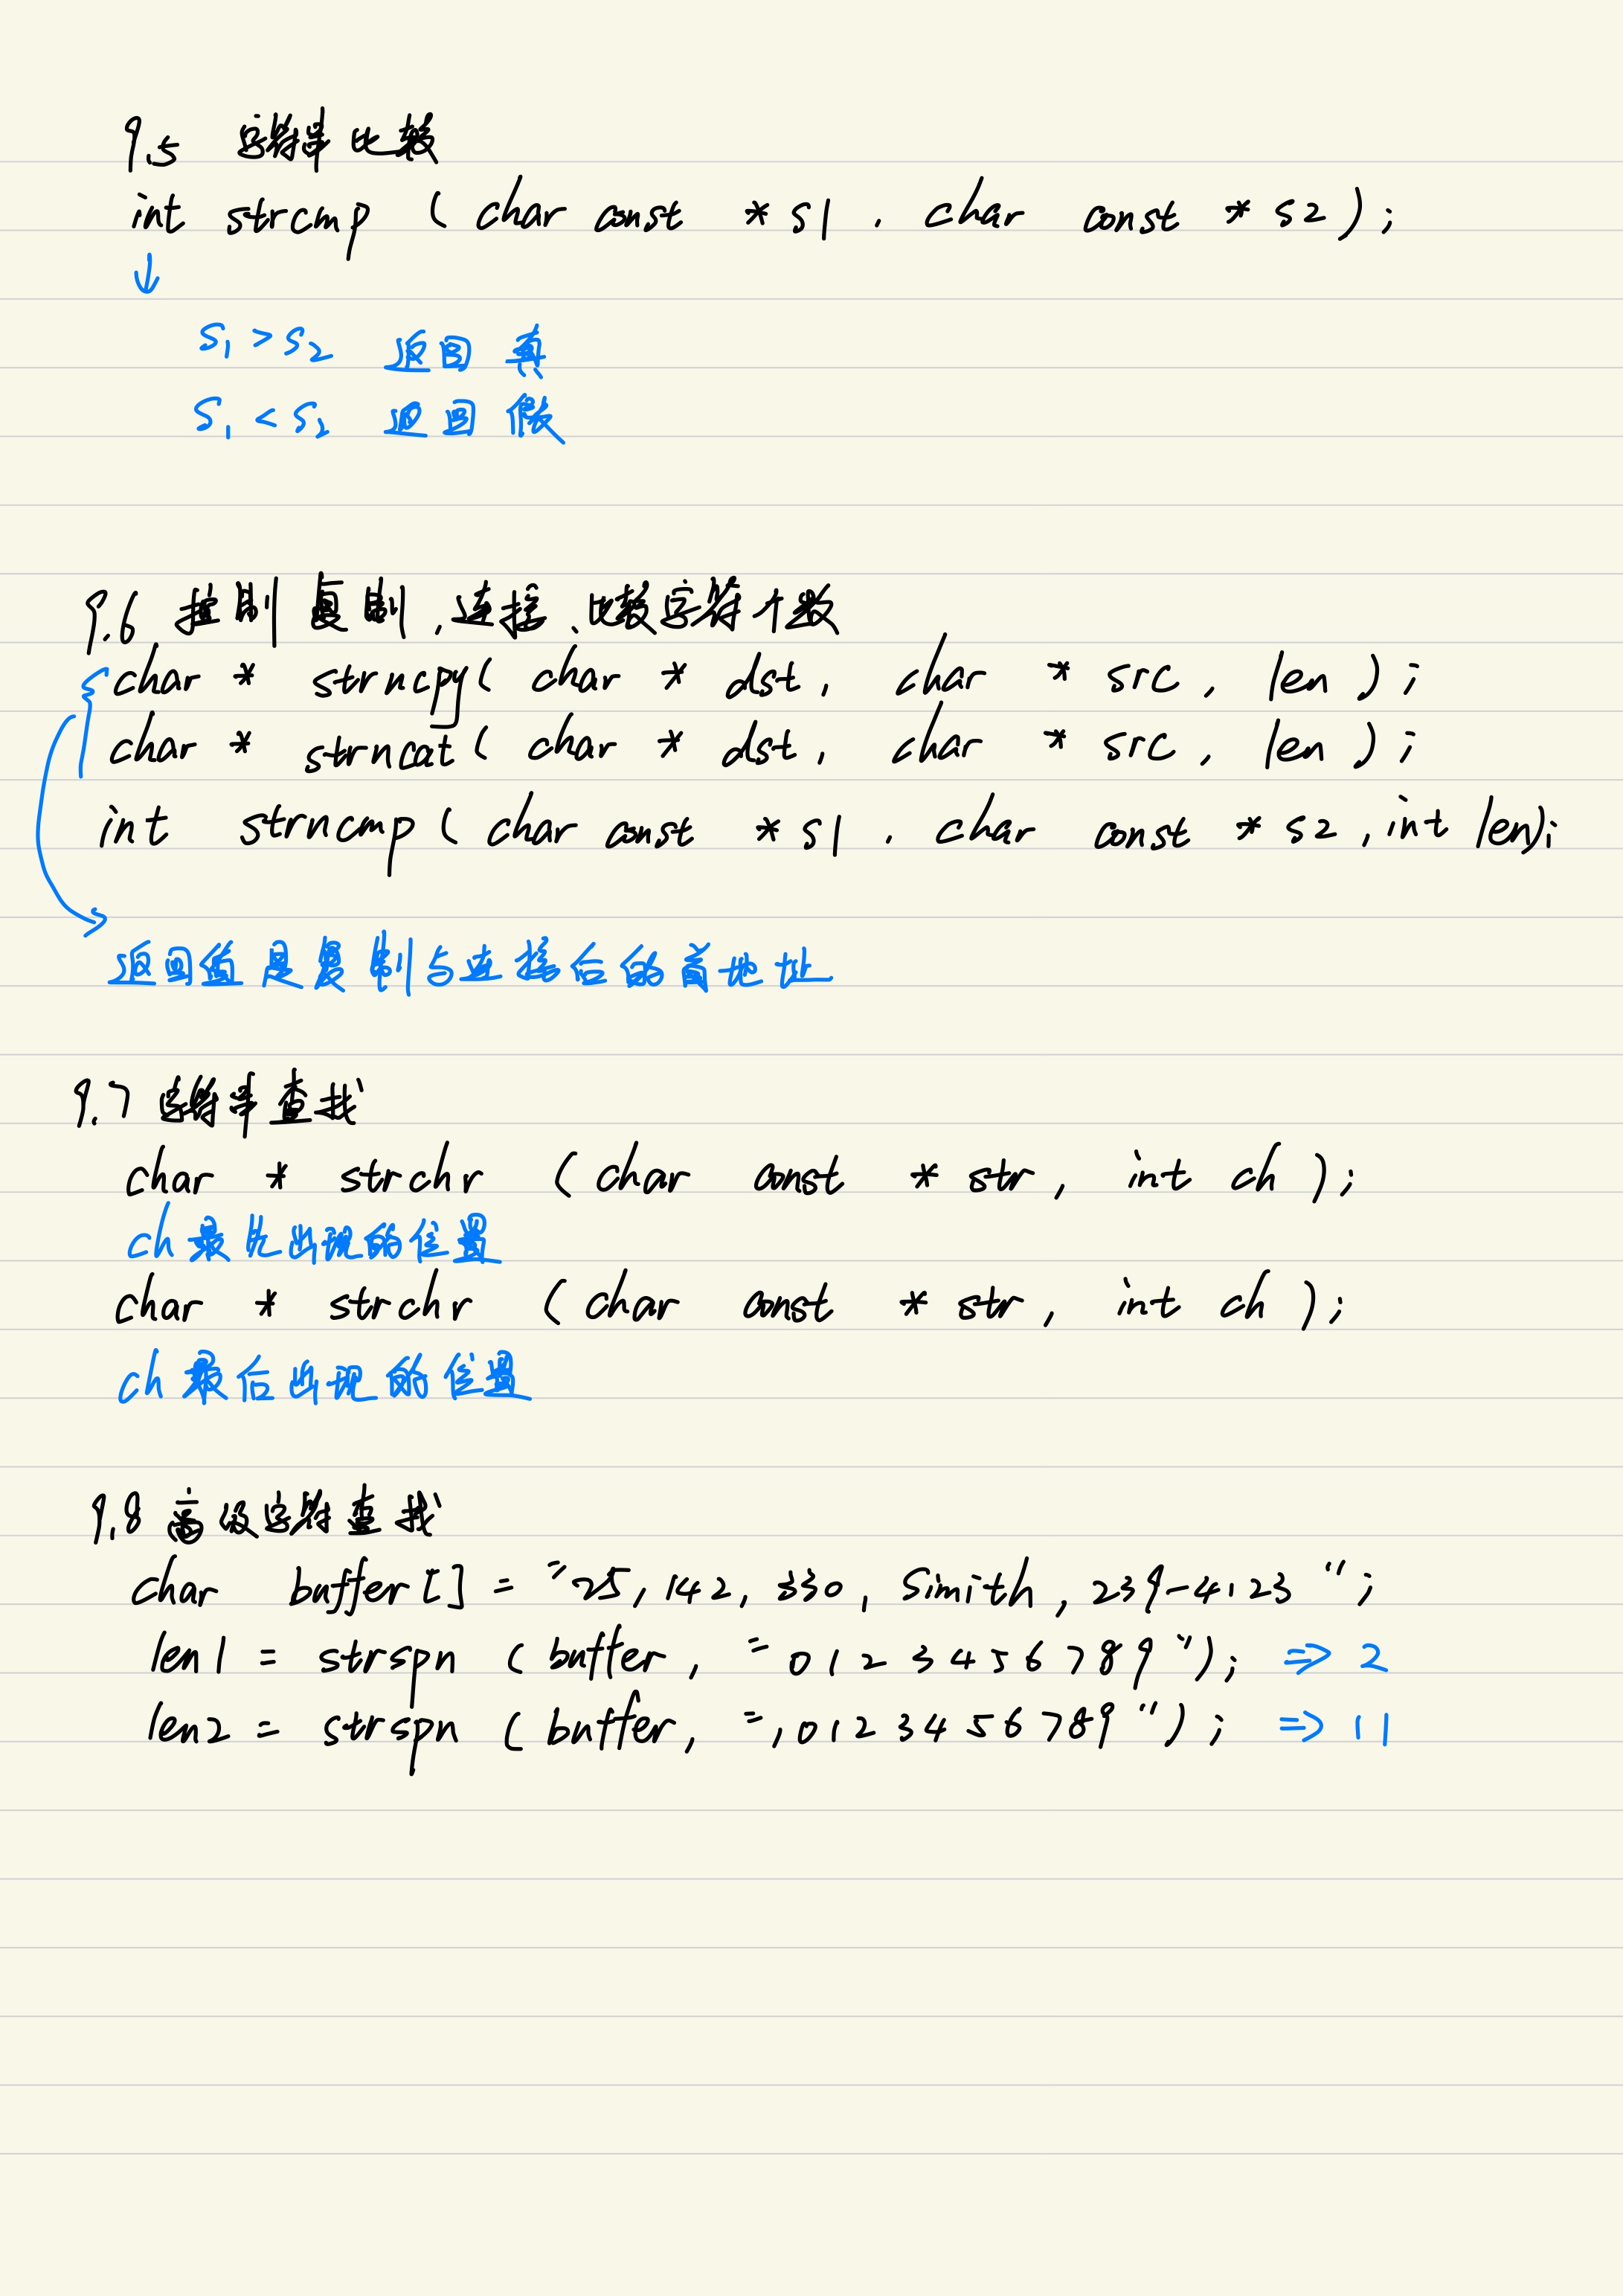 9.5 字符串比较
int strcmp ( char const * s1 , char const * s2 ) ;
↓
S1 > S2 返回 真
S1 < S2 返回 假
9.6 控制复制,连接、比较字符个数
char * strncpy( char * dst, char * src, len ) ;
char * strncat( char * dst, char * src, len ) ;
int strncmp ( char const * s1 , char const * s2 , int len);
返回值是复制与连接后的首地址
9.7 字符串查找
char * strchr ( char const * str, int ch ) ;
ch 最先出现的位置
char * strchr ( char const * str, int ch ) ;
ch 最后出现的位置
9.8 高级字符查找
char buffer[] = "25,142,330,Simith,239-4123" ;
len1 = strspn ( buffer, "0123456789" ) ; => 2
len2 = strspn ( buffer, ",0123456789" ) ; => 11